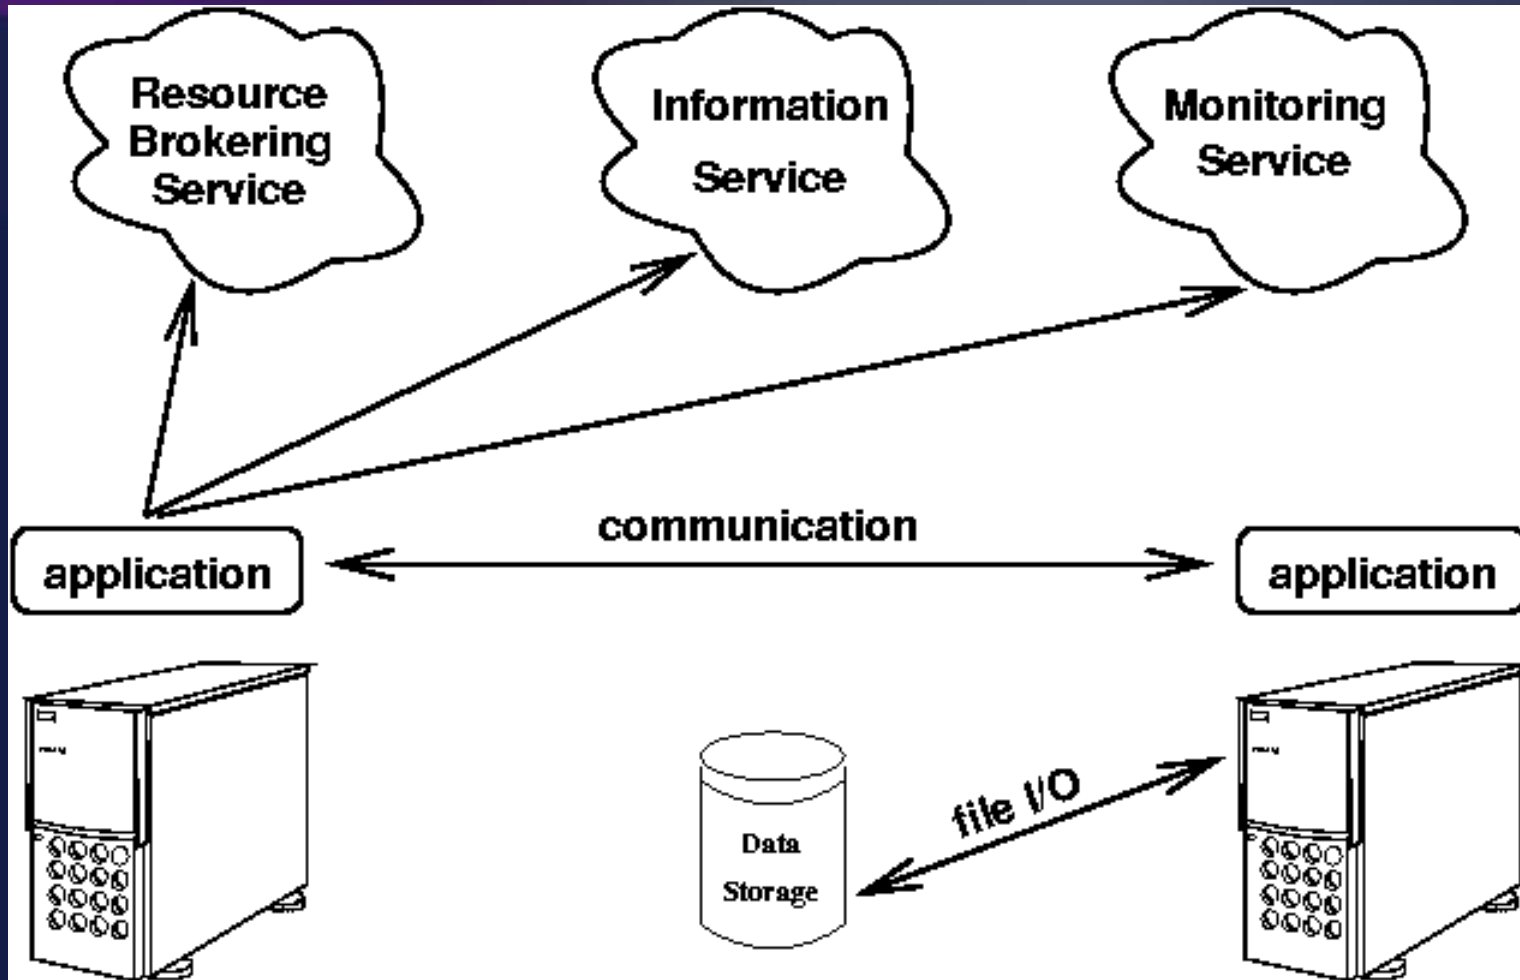 Resource
Brokering
Service
Information
Service
Monitoring
Service
communication
application
application
file I/O
Data
Storage